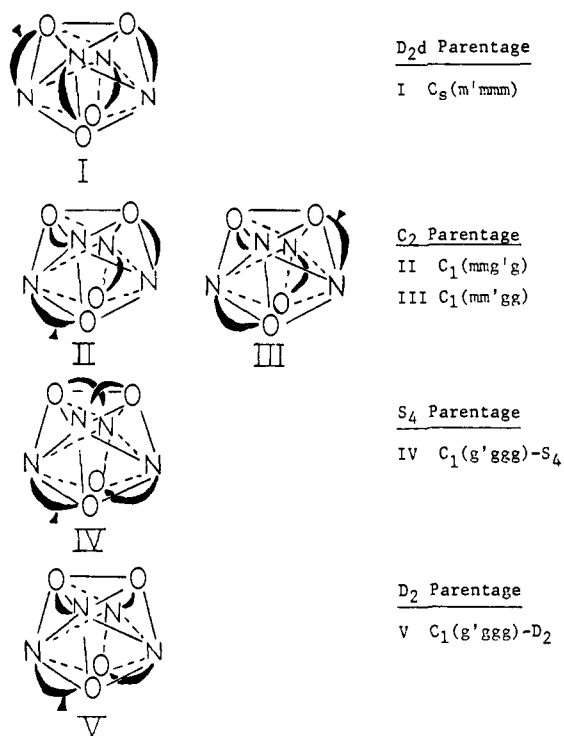 O O
N N
N N
O
O
I
D₂d Parentage
I Cₛ(m'mmm)
O O
N N
N N
O
O
II
O O
N N
N N
O
O
III
C₂ Parentage
II C₁(mmg'g)
III C₁(mm'gg)
O O
N N
N N
O
O
IV
S₄ Parentage
IV C₁(g'ggg)-S₄
O O
N N
N N
O
O
V
D₂ Parentage
V C₁(g'ggg)-D₂